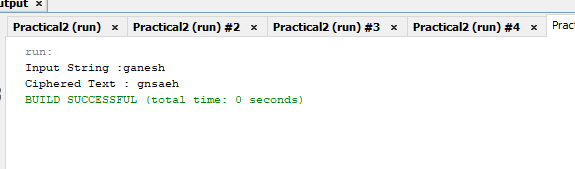 utput ×
Practical2 (run) × Practical2 (run) #2 × Practical2 (run) #3 × Practical2 (run) #4 × Prac
run:
Input String :ganesh
Ciphered Text : gnsaeh
BUILD SUCCESSFUL (total time: 0 seconds)